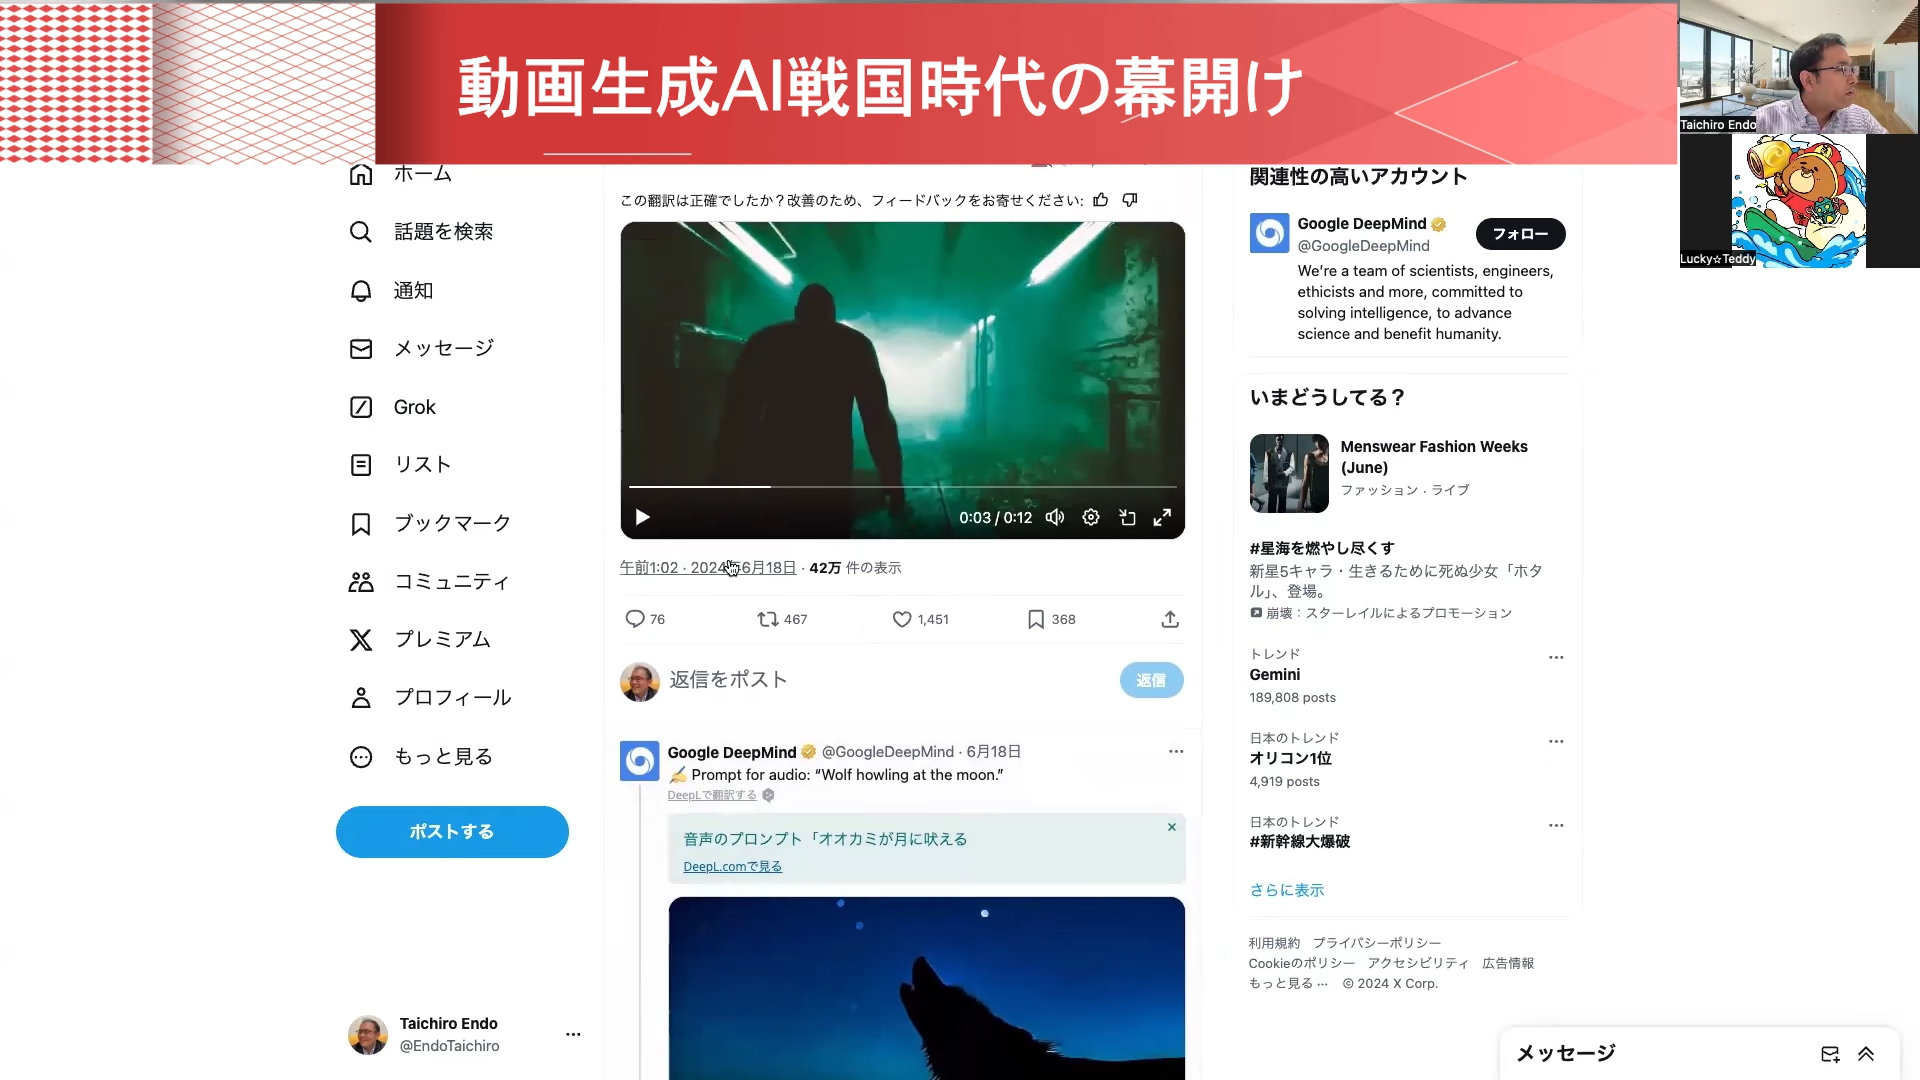 動画生成AI戦国時代の幕開け
Taichiro Endo
Lucky☆Teddy
ホーム
話題を検索
通知
メッセージ
Grok
リスト
ブックマーク
コミュニティ
プレミアム
プロフィール
もっと見る
ポストする
Taichiro Endo
@EndoTaichiro
この翻訳は正確でしたか？改善のため、フィードバックをお寄せください:
0:03 / 0:12
午前1:02 · 2024年6月18日 · 42万 件の表示
76
467
1,451
368
返信をポスト
返信
Google DeepMind @GoogleDeepMind · 6月18日
✍️ Prompt for audio: “Wolf howling at the moon.”
DeepLで翻訳する
音声のプロンプト「オオカミが月に吠える
DeepL.comで見る
関連性の高いアカウント
Google DeepMind
@GoogleDeepMind
フォロー
We’re a team of scientists, engineers,
ethicists and more, committed to
solving intelligence, to advance
science and benefit humanity.
いまどうしてる？
Menswear Fashion Weeks
(June)
ファッション · ライブ
#星海を燃やし尽くす
新星5キャラ・生きるために死ぬ少女「ホタ
ル」、登場。
崩壊：スターレイルによるプロモーション
トレンド
Gemini
189,808 posts
日本のトレンド
オリコン1位
4,919 posts
日本のトレンド
#新幹線大爆破
さらに表示
利用規約 プライバシーポリシー
Cookieのポリシー アクセシビリティ 広告情報
もっと見る ··· © 2024 X Corp.
メッセージ